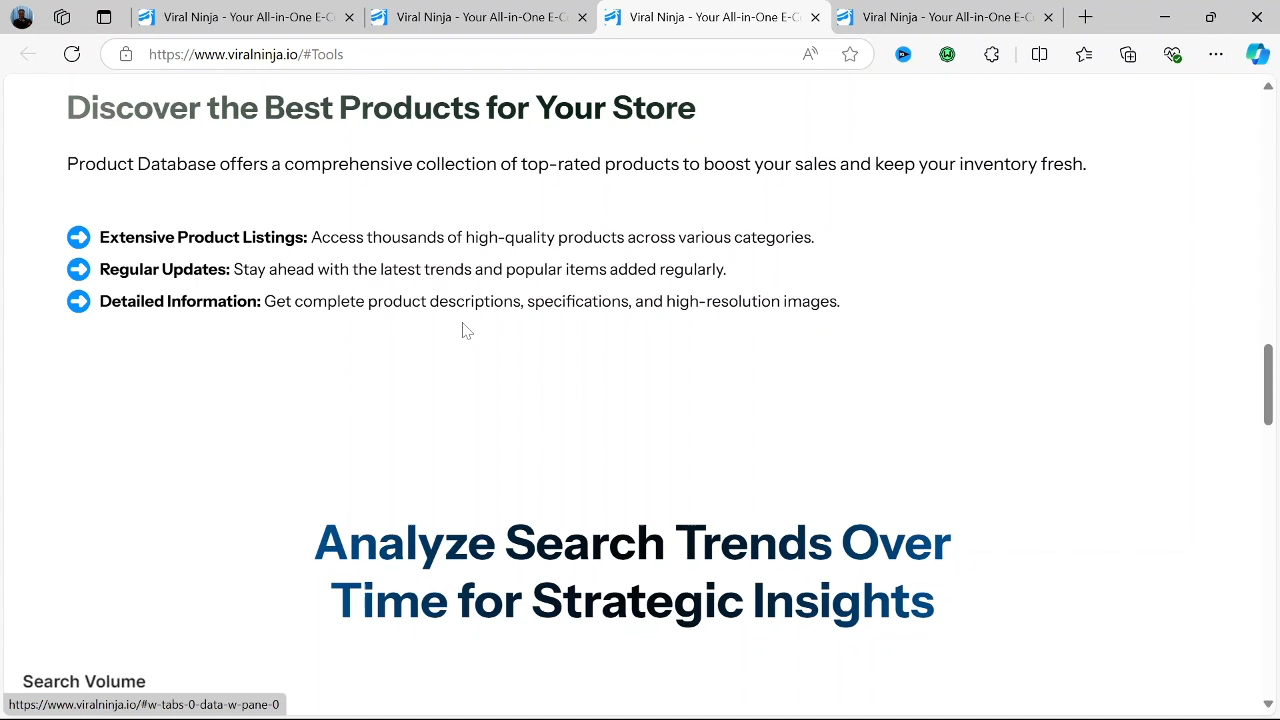 Viral Ninja - Your All-in-One E-C
Viral Ninja - Your All-in-One E-C
Viral Ninja - Your All-in-One E-C
Viral Ninja - Your All-in-One E-C
https://www.viralninja.io/#Tools
Discover the Best Products for Your Store
Product Database offers a comprehensive collection of top-rated products to boost your sales and keep your inventory fresh.
Extensive Product Listings: Access thousands of high-quality products across various categories.
Regular Updates: Stay ahead with the latest trends and popular items added regularly.
Detailed Information: Get complete product descriptions, specifications, and high-resolution images.
Analyze Search Trends Over
Time for Strategic Insights
Search Volume
https://www.viralninja.io/#w-tabs-0-data-w-pane-0